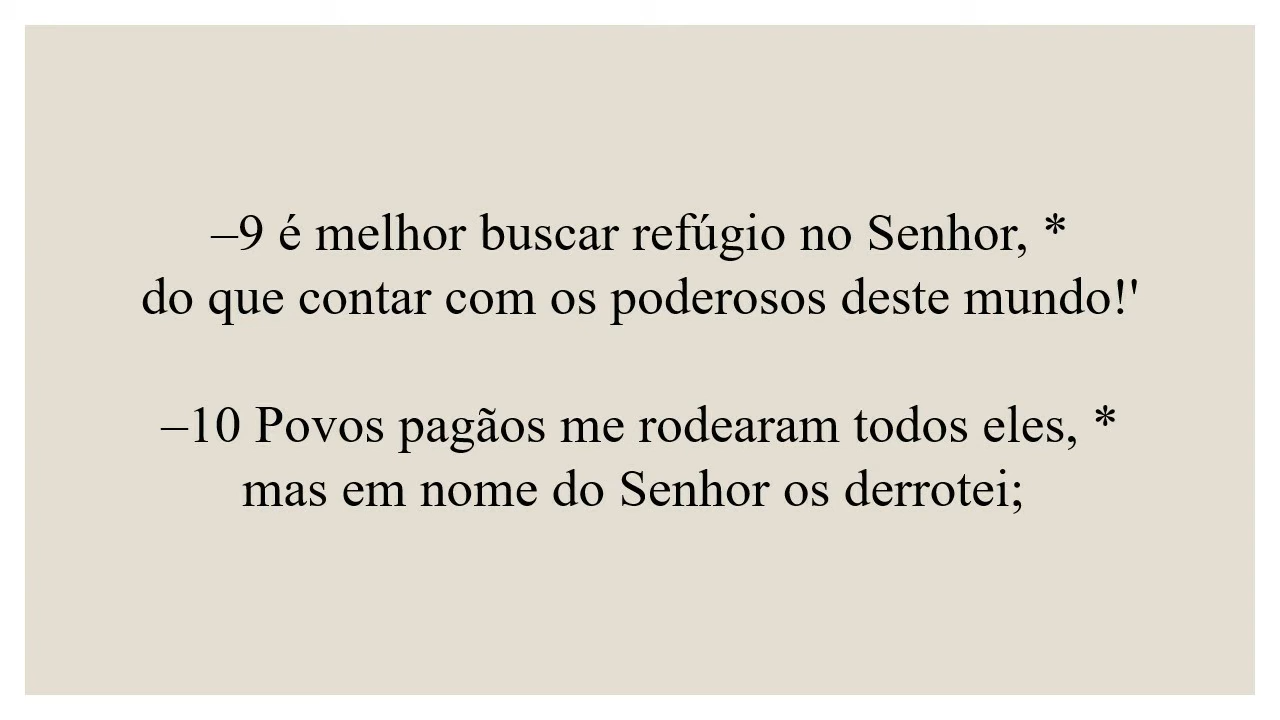 –9 é melhor buscar refúgio no Senhor, *
do que contar com os poderosos deste mundo!'
–10 Povos pagãos me rodearam todos eles, *
mas em nome do Senhor os derrotei;